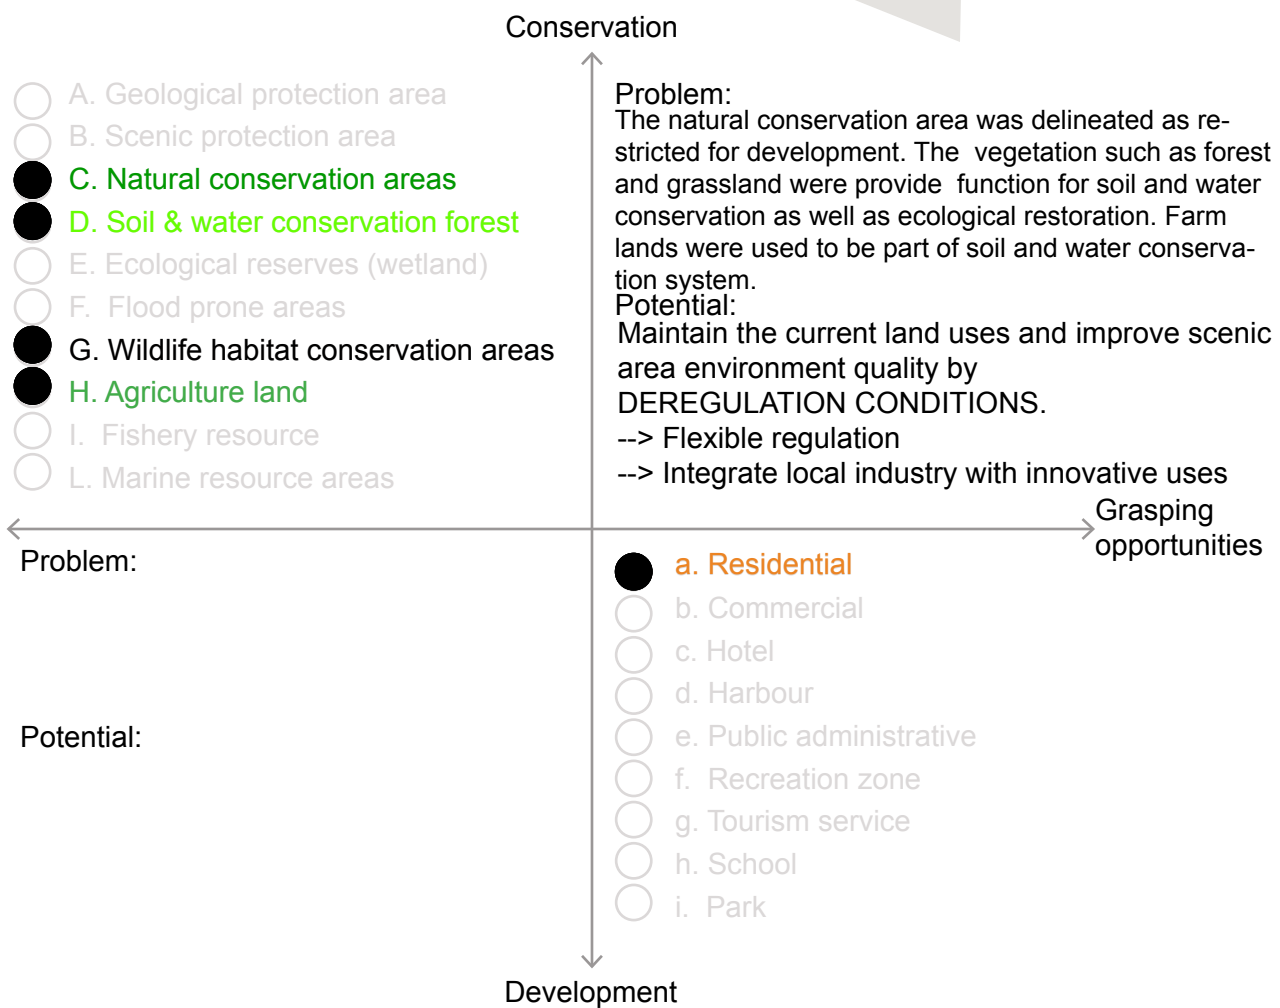 Conservation
A. Geological protection area
B. Scenic protection area
C. Natural conservation areas
D. Soil & water conservation forest
E. Ecological reserves (wetland)
F. Flood prone areas
G. Wildlife habitat conservation areas
H. Agriculture land
I. Fishery resource
L. Marine resource areas
Problem:
The natural conservation area was delineated as re-
stricted for development. The vegetation such as forest
and grassland were provide function for soil and water
conservation as well as ecological restoration. Farm
lands were used to be part of soil and water conserva-
tion system.
Potential:
Maintain the current land uses and improve scenic
area environment quality by
DEREGULATION CONDITIONS.
--> Flexible regulation
--> Integrate local industry with innovative uses
Grasping
opportunities
Problem:
Potential:
a. Residential
b. Commercial
c. Hotel
d. Harbour
e. Public administrative
f. Recreation zone
g. Tourism service
h. School
i. Park
Development